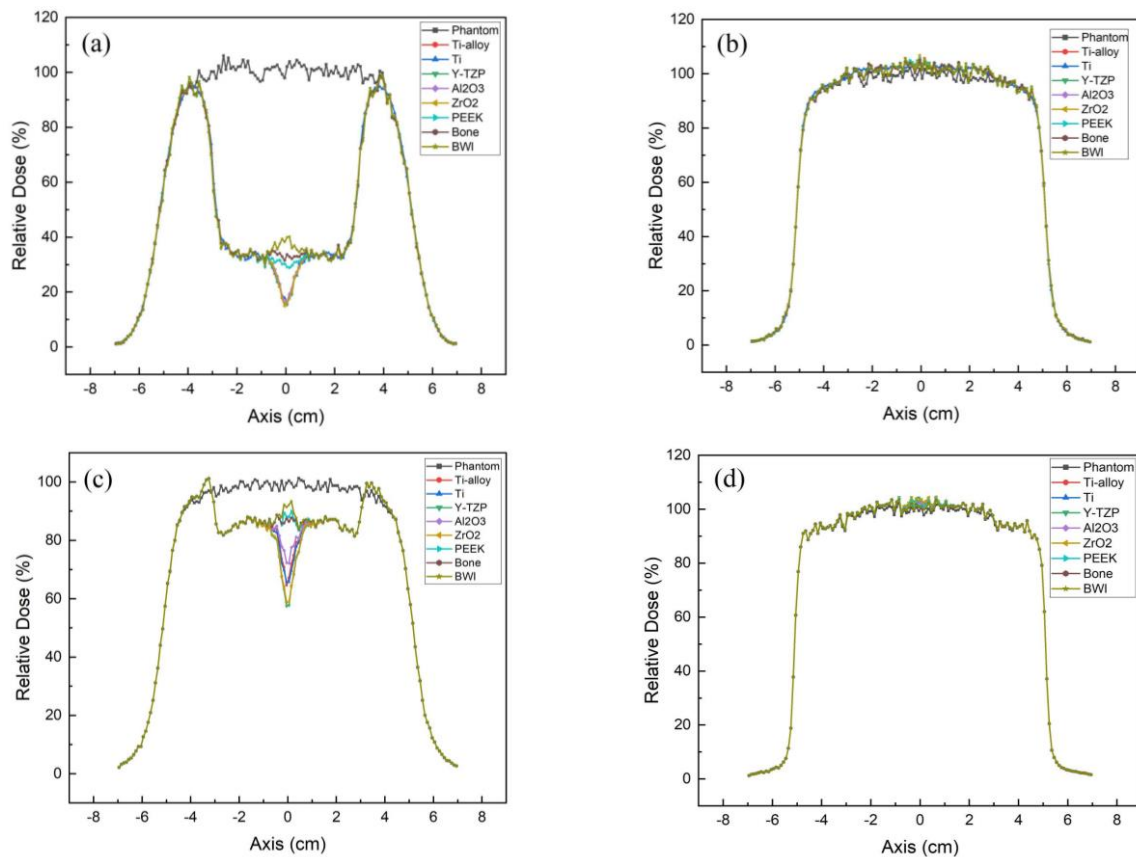 (a)
Phantom
Ti-alloy
Ti
Y-TZP
Al2O3
ZrO2
PEEK
Bone
BWI
120
100
80
60
40
20
0
Relative Dose (%)
-8 -6 -4 -2 0 2 4 6 8
Axis (cm)
(b)
Phantom
Ti-alloy
Ti
Y-TZP
Al2O3
ZrO2
PEEK
Bone
BWI
120
100
80
60
40
20
0
Relative Dose (%)
-8 -6 -4 -2 0 2 4 6 8
Axis (cm)
(c)
Phantom
Ti-alloy
Ti
Y-TZP
Al2O3
ZrO2
PEEK
Bone
BWI
100
80
60
40
20
0
Relative Dose (%)
-8 -6 -4 -2 0 2 4 6 8
Axis (cm)
(d)
Phantom
Ti-alloy
Ti
Y-TZP
Al2O3
ZrO2
PEEK
Bone
BWI
120
100
80
60
40
20
0
Relative Dose (%)
-8 -6 -4 -2 0 2 4 6 8
Axis (cm)